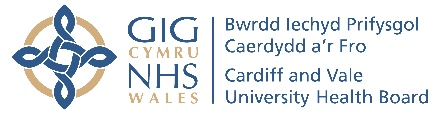 GIG
CYMRU
NHS
WALES
Bwrdd Iechyd Prifysgol
Caerdydd a'r Fro
Cardiff and Vale
University Health Board